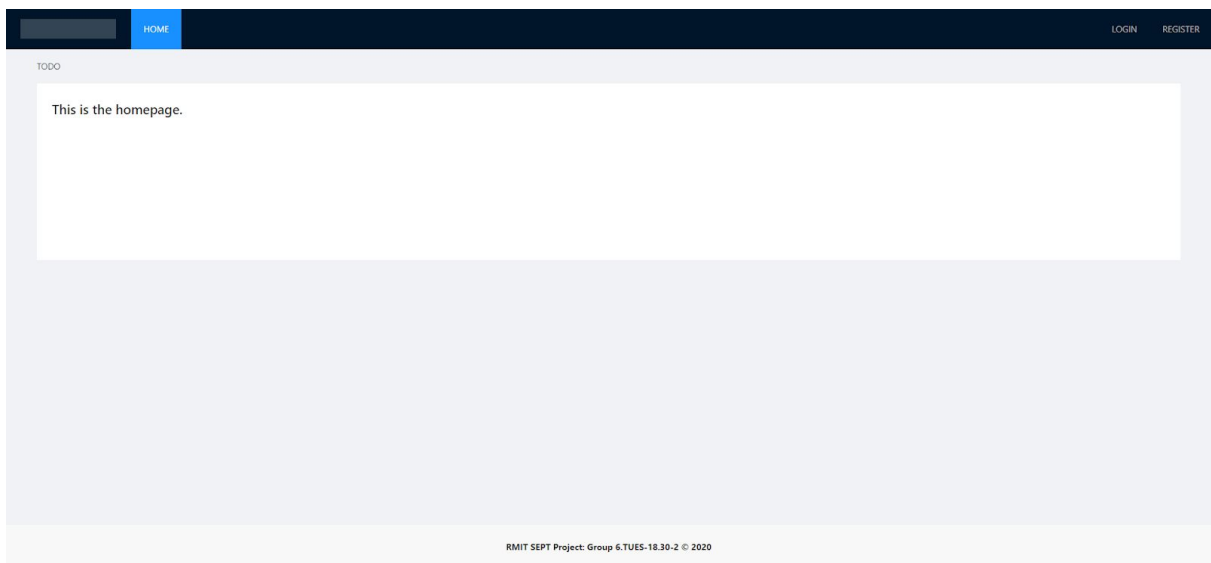 HOME
LOGIN
REGISTER
TODO
This is the homepage.
RMIT SEPT Project: Group 6.TUES-18.30-2 © 2020